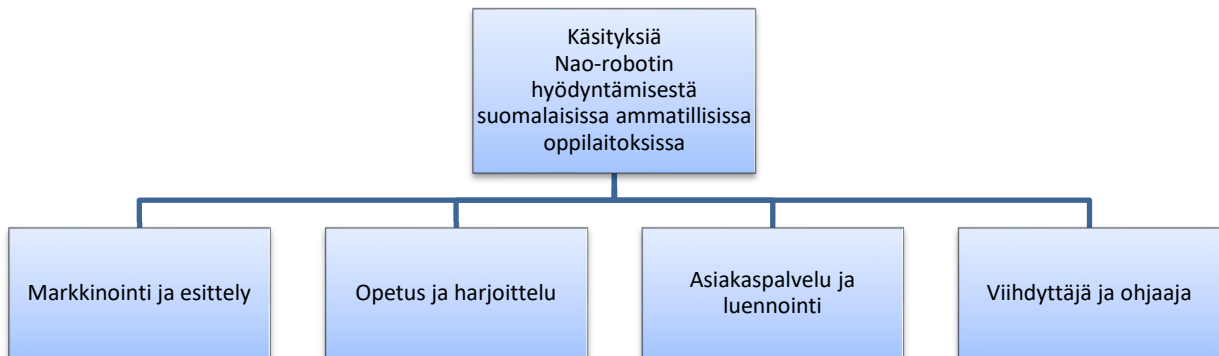 Käsityksiä
Nao-robotin
hyödyntämisestä
suomalaisissa ammatillisissa
oppilaitoksissa
Markkinointi ja esittely
Opetus ja harjoittelu
Asiakaspalvelu ja
luennointi
Viihdyttäjä ja ohjaaja